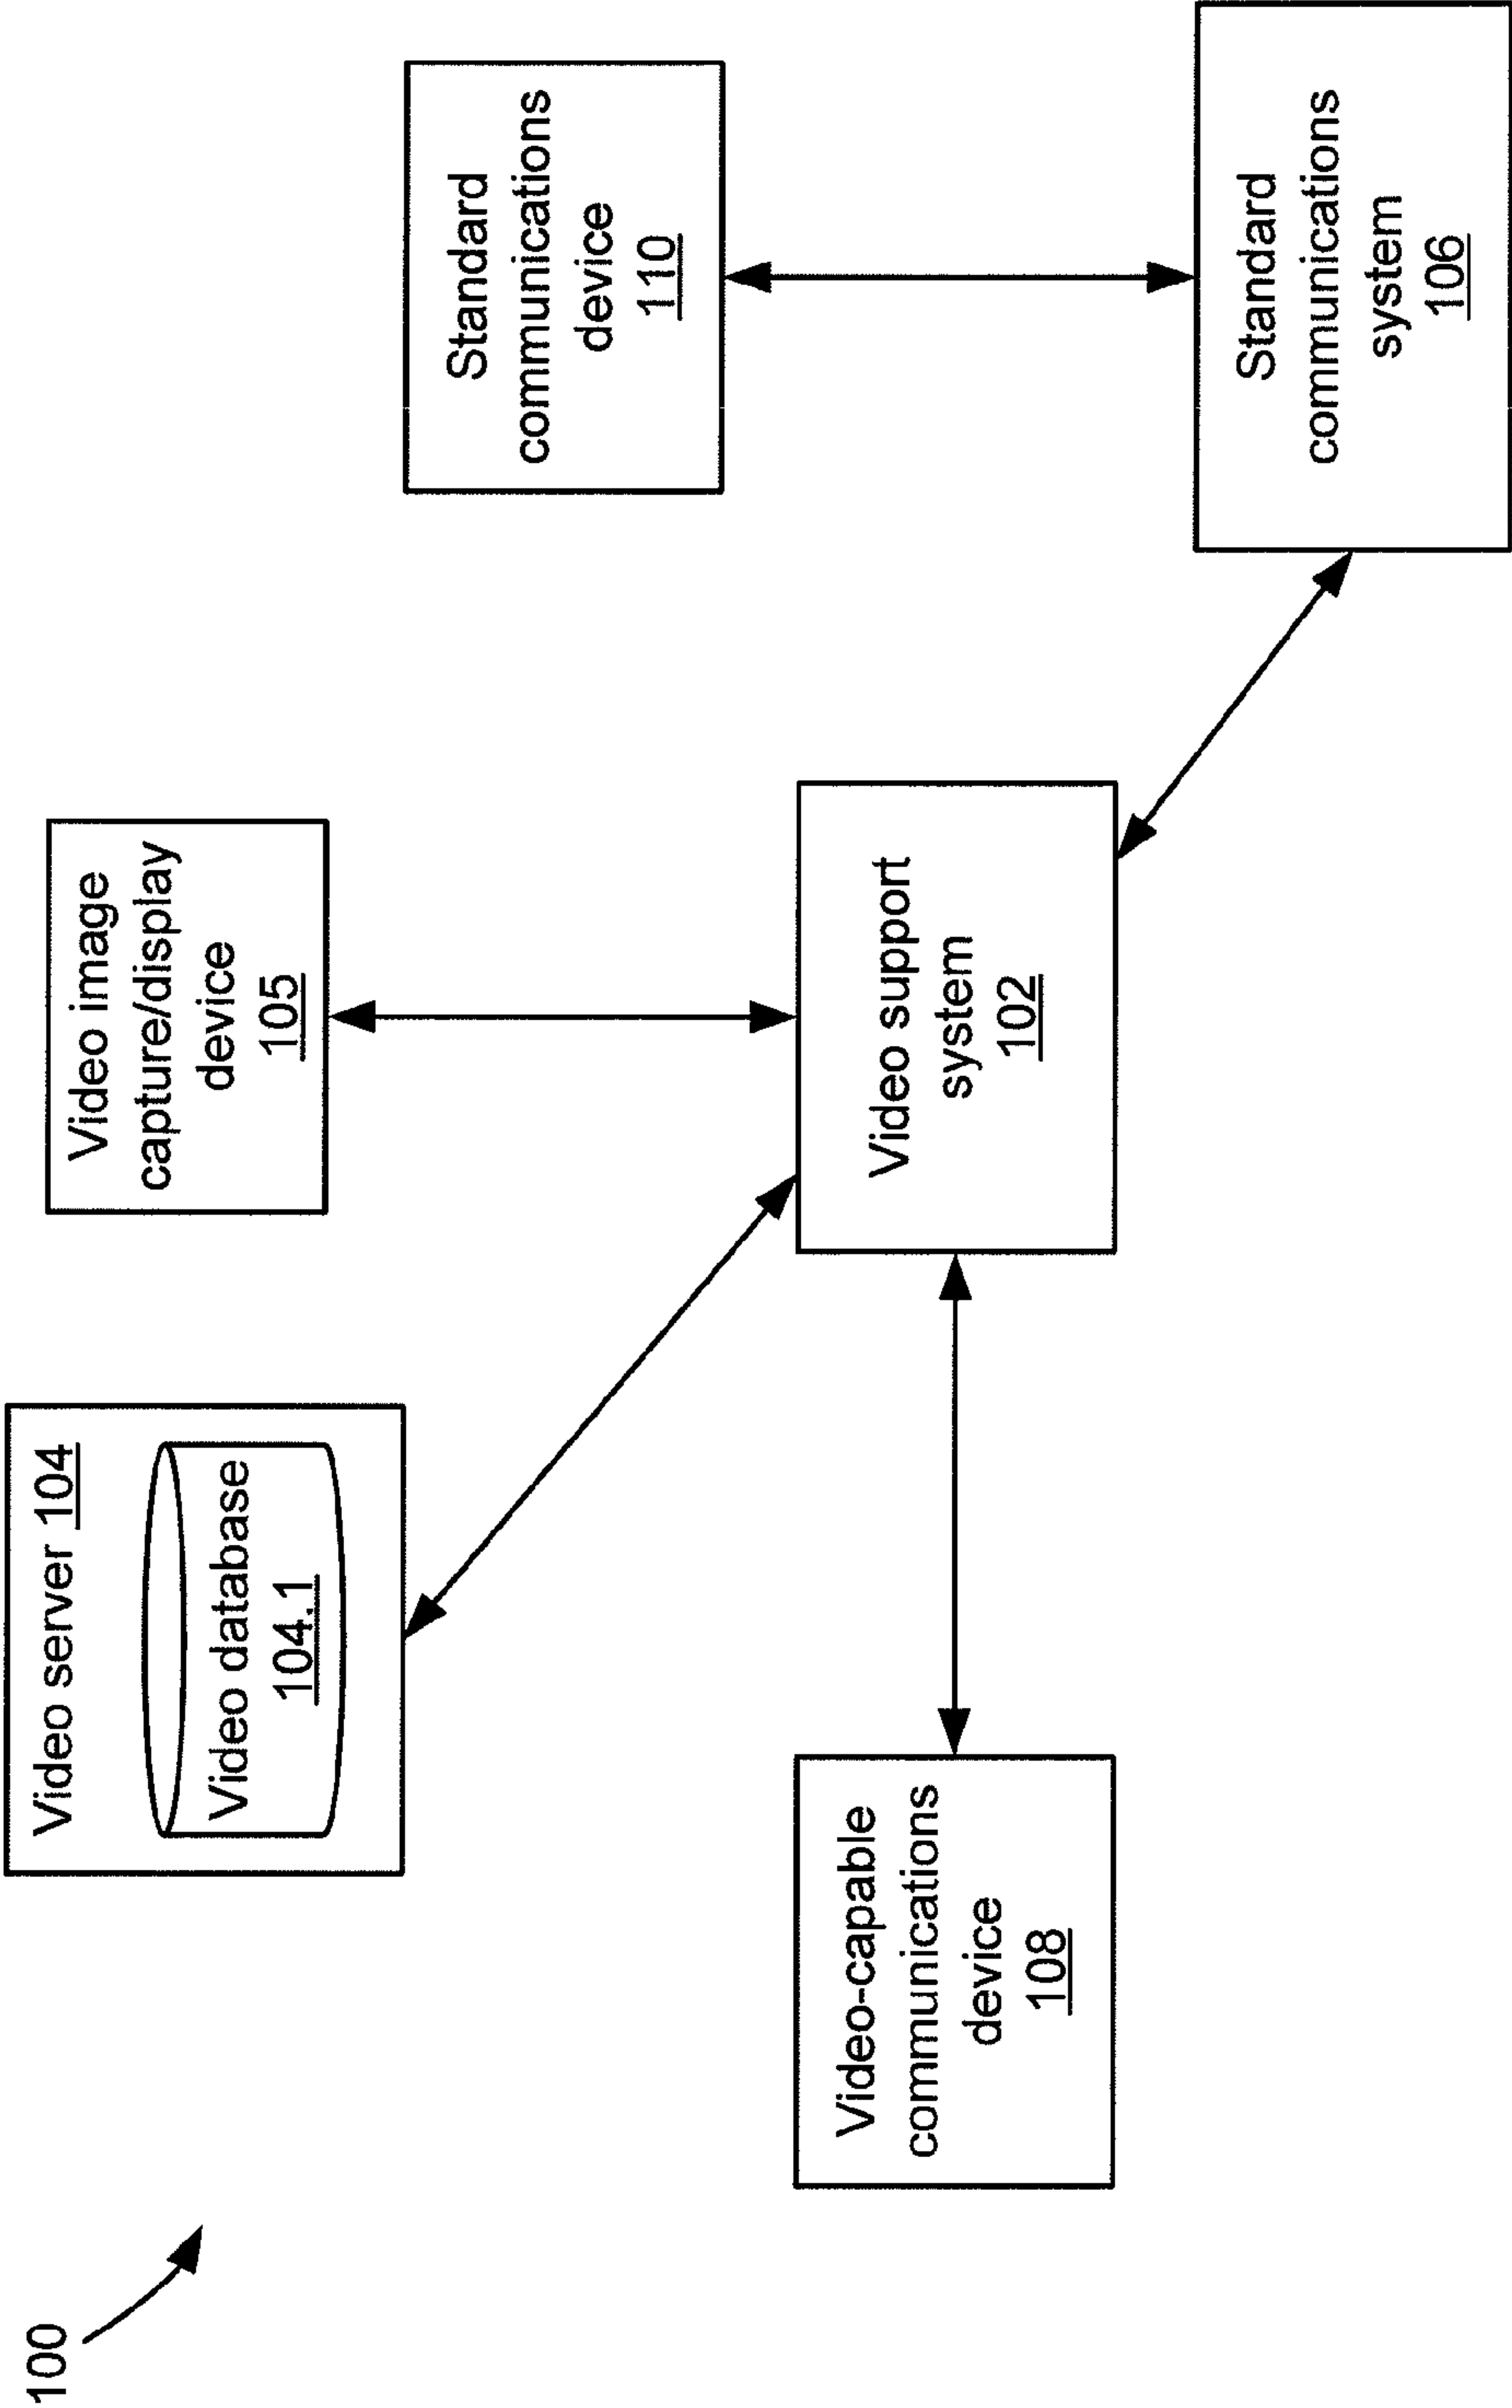 100
Video server 104
Video database
104.1
Video image
capture/display
device
105
Standard
communications
device
110
Video-capable
communications
device
108
Video support
system
102
Standard
communications
system
106